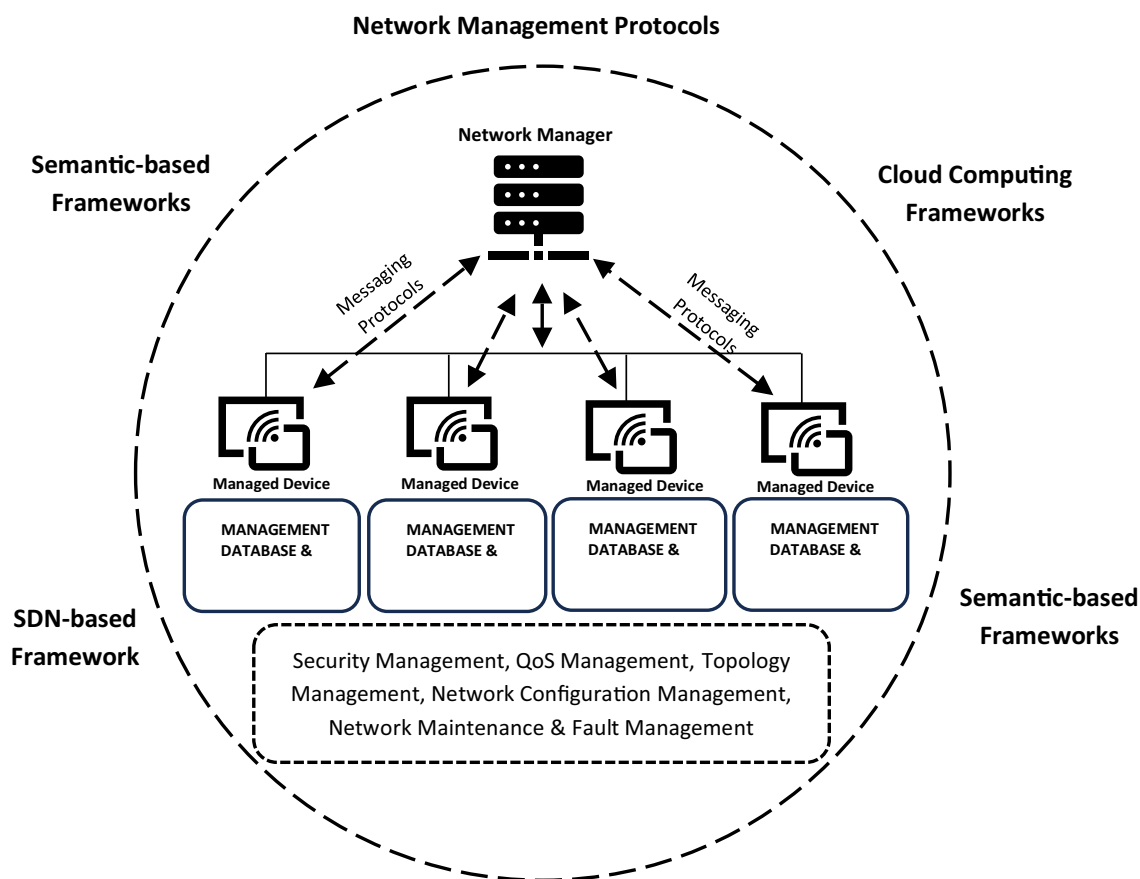 Network Management Protocols
Network Manager
Semantic-based
Frameworks
Cloud Computing
Frameworks
Messaging
Protocols
Messaging
Protocols
Managed Device
Managed Device
Managed Device
Managed Device
MANAGEMENT
DATABASE &
MANAGEMENT
DATABASE &
MANAGEMENT
DATABASE &
MANAGEMENT
DATABASE &
SDN-based
Framework
Semantic-based
Frameworks
Security Management, QoS Management, Topology
Management, Network Configuration Management,
Network Maintenance & Fault Management